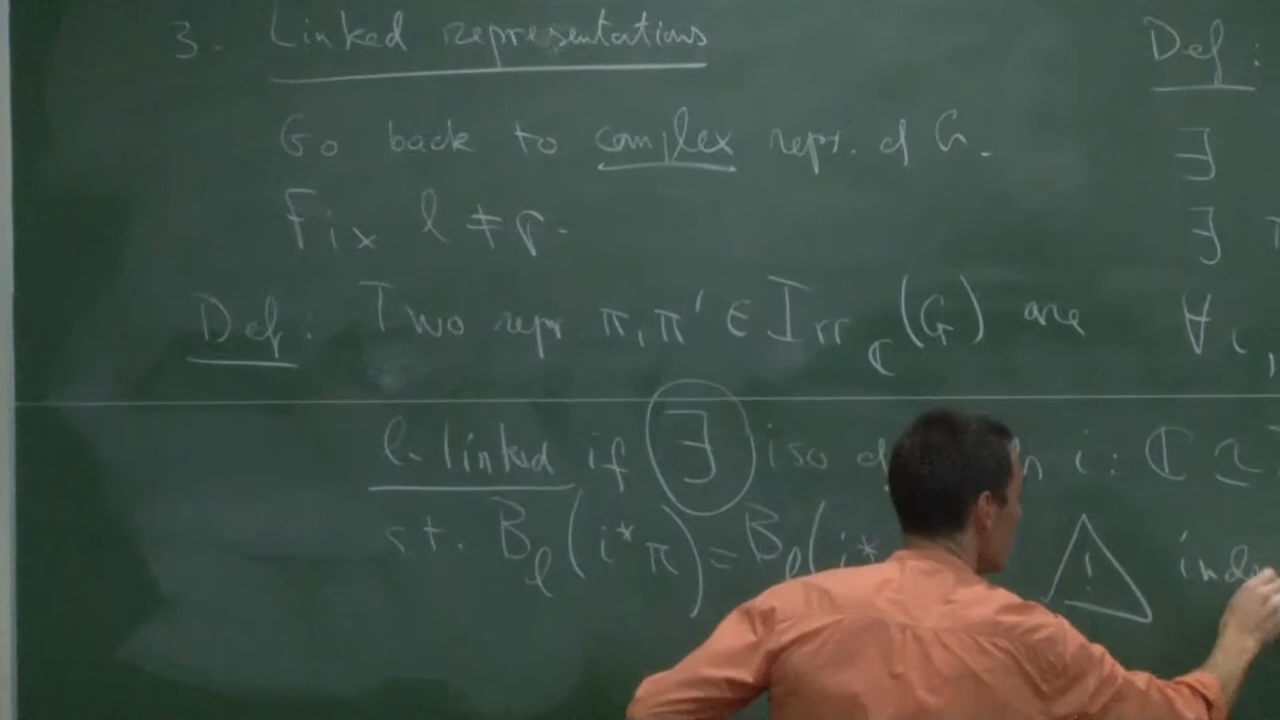 3. Linked representations
Go back to complex repr. of G.
Fix l ≠ p.
Def: Two repr π, π' ∈ Irr_ℂ(G) are
l-linked if ∃ iso i: ℂ ≃
s.t. B_l(i*π) = B_l(i*
!
Def:
∃
∃
∀